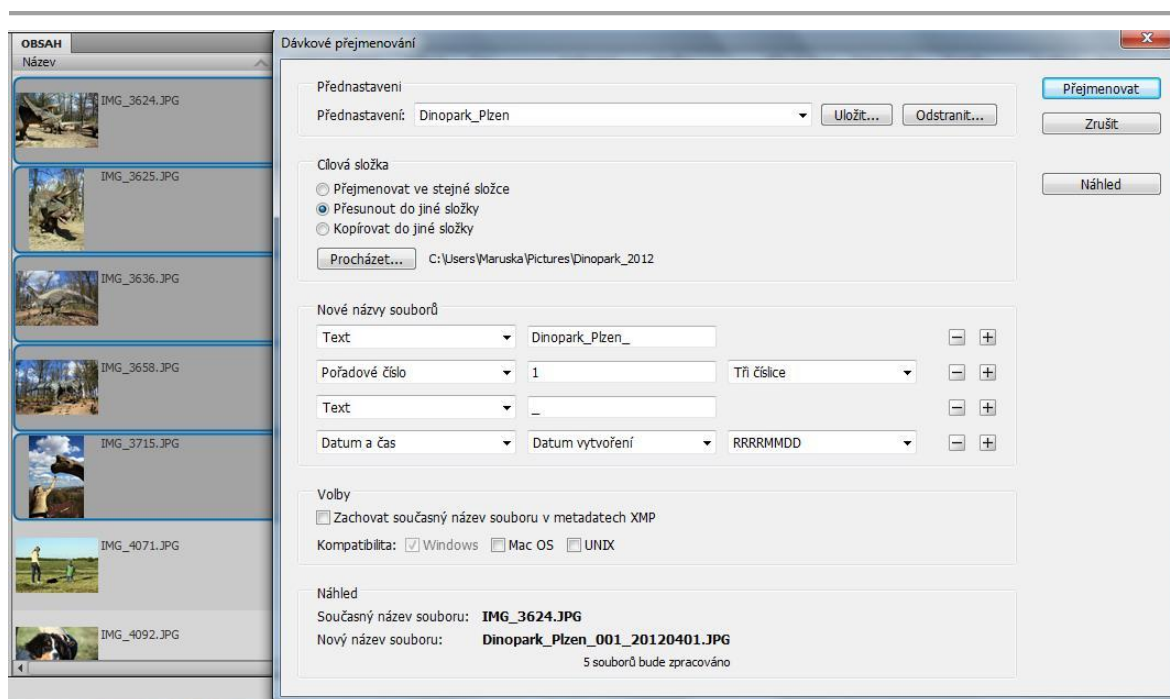 OBSAH
Název
IMG_3624.JPG
IMG_3625.JPG
IMG_3636.JPG
IMG_3658.JPG
IMG_3715.JPG
IMG_4071.JPG
IMG_4092.JPG
Dávkové přejmenování
x
Přednastaveni
Přednastavení: Dinopark_Plzen Uložit... Odstranit...
Přejmenovat
Zrušit
Náhled
Cílová složka
Přejmenovat ve stejné složce
Přesunout do jiné složky
Kopírovat do jiné složky
Procházet... C:\Users\Maruska\Pictures\Dinopark_2012
Nové názvy souborů
Text Dinopark_Plzen_ − +
Pořadové číslo 1 Tři číslice − +
Text _ − +
Datum a čas Datum vytvoření RRRRMMDD − +
Volby
Zachovat současný název souboru v metadatech XMP
Kompatibilita: Windows Mac OS UNIX
Náhled
Současný název souboru: IMG_3624.JPG
Nový název souboru: Dinopark_Plzen_001_20120401.JPG
5 souborů bude zpracováno